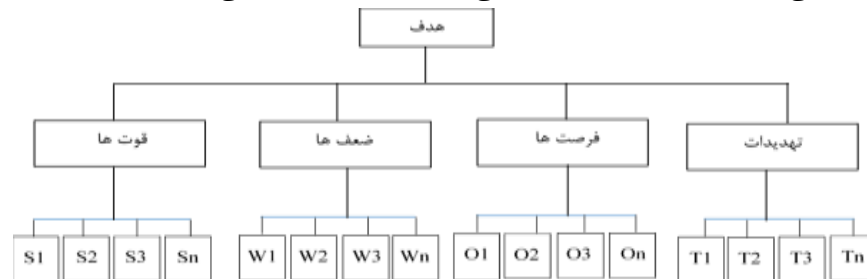 هدف
قوت ها
ضعف ها
فرصت ها
تهدیدات
S1 S2 S3 Sn
W1 W2 W3 Wn
O1 O2 O3 On
T1 T2 T3 Tn